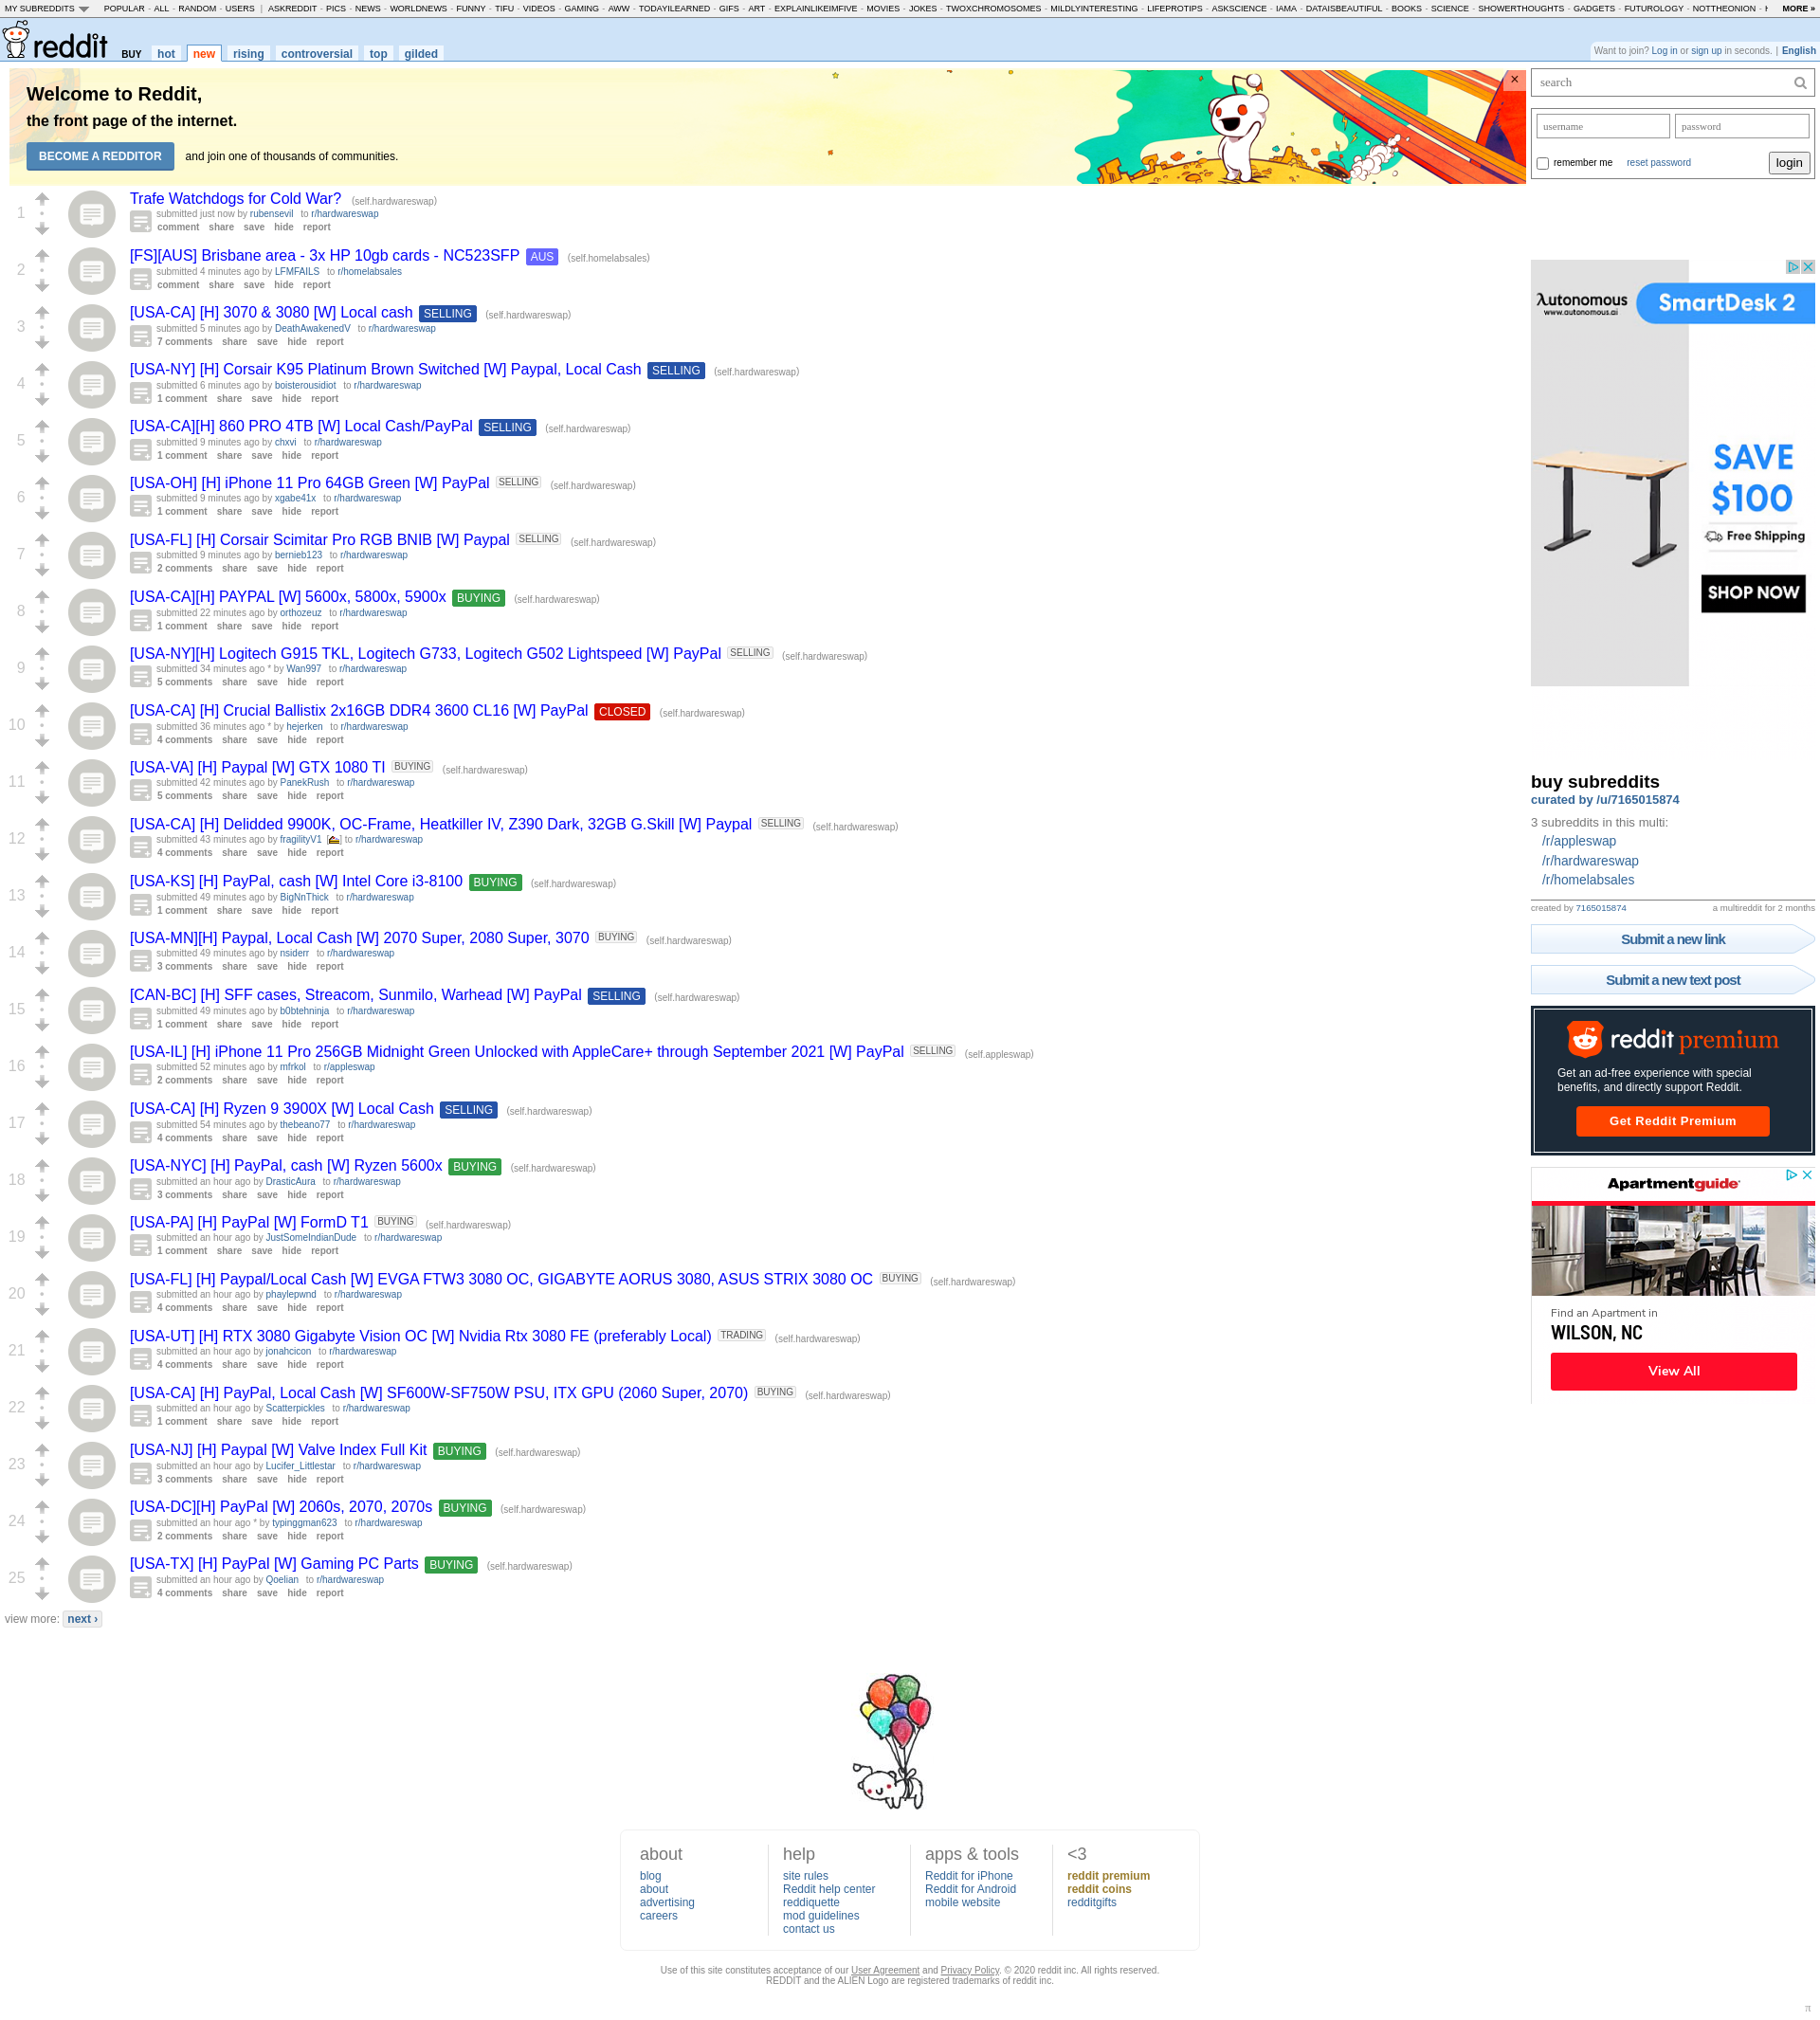 MY SUBREDDITS POPULAR - ALL - RANDOM - USERS | ASKREDDIT - PICS - NEWS - WORLDNEWS - FUNNY - TIFU - VIDEOS - GAMING - AWW - TODAYILEARNED - GIFS - ART - EXPLAINLIKEIMFIVE - MOVIES - JOKES - TWOXCHROMOSOMES - MILDLYINTERESTING - LIFEPROTIPS - ASKSCIENCE - IAMA - DATAISBEAUTIFUL - BOOKS - SCIENCE - SHOWERTHOUGHTS - GADGETS - FUTUROLOGY - NOTTHEONION - MORE »
reddit BUY hot new rising controversial top gilded
Want to join? Log in or sign up in seconds. | English
Welcome to Reddit,
the front page of the internet.
BECOME A REDDITOR and join one of thousands of communities.
×
search
username password
remember me reset password login
1
Trafe Watchdogs for Cold War? (self.hardwareswap)
submitted just now by rubensevil to r/hardwareswap
comment share save hide report
2
[FS][AUS] Brisbane area - 3x HP 10gb cards - NC523SFP AUS (self.homelabsales)
submitted 4 minutes ago by LFMFAILS to r/homelabsales
comment share save hide report
3
[USA-CA] [H] 3070 & 3080 [W] Local cash SELLING (self.hardwareswap)
submitted 5 minutes ago by DeathAwakenedV to r/hardwareswap
7 comments share save hide report
4
[USA-NY] [H] Corsair K95 Platinum Brown Switched [W] Paypal, Local Cash SELLING (self.hardwareswap)
submitted 6 minutes ago by boisterousidiot to r/hardwareswap
1 comment share save hide report
5
[USA-CA][H] 860 PRO 4TB [W] Local Cash/PayPal SELLING (self.hardwareswap)
submitted 9 minutes ago by chxvi to r/hardwareswap
1 comment share save hide report
6
[USA-OH] [H] iPhone 11 Pro 64GB Green [W] PayPal SELLING (self.hardwareswap)
submitted 9 minutes ago by xgabe41x to r/hardwareswap
1 comment share save hide report
7
[USA-FL] [H] Corsair Scimitar Pro RGB BNIB [W] Paypal SELLING (self.hardwareswap)
submitted 9 minutes ago by bernieb123 to r/hardwareswap
2 comments share save hide report
8
[USA-CA][H] PAYPAL [W] 5600x, 5800x, 5900x BUYING (self.hardwareswap)
submitted 22 minutes ago by orthozeuz to r/hardwareswap
1 comment share save hide report
9
[USA-NY][H] Logitech G915 TKL, Logitech G733, Logitech G502 Lightspeed [W] PayPal SELLING (self.hardwareswap)
submitted 34 minutes ago * by Wan997 to r/hardwareswap
5 comments share save hide report
10
[USA-CA] [H] Crucial Ballistix 2x16GB DDR4 3600 CL16 [W] PayPal CLOSED (self.hardwareswap)
submitted 36 minutes ago * by hejerken to r/hardwareswap
4 comments share save hide report
11
[USA-VA] [H] Paypal [W] GTX 1080 TI BUYING (self.hardwareswap)
submitted 42 minutes ago by PanekRush to r/hardwareswap
5 comments share save hide report
12
[USA-CA] [H] Delidded 9900K, OC-Frame, Heatkiller IV, Z390 Dark, 32GB G.Skill [W] Paypal SELLING (self.hardwareswap)
submitted 43 minutes ago by fragilityV1 [] to r/hardwareswap
4 comments share save hide report
13
[USA-KS] [H] PayPal, cash [W] Intel Core i3-8100 BUYING (self.hardwareswap)
submitted 49 minutes ago by BigNnThick to r/hardwareswap
1 comment share save hide report
14
[USA-MN][H] Paypal, Local Cash [W] 2070 Super, 2080 Super, 3070 BUYING (self.hardwareswap)
submitted 49 minutes ago by nsiderr to r/hardwareswap
3 comments share save hide report
15
[CAN-BC] [H] SFF cases, Streacom, Sunmilo, Warhead [W] PayPal SELLING (self.hardwareswap)
submitted 49 minutes ago by b0btehninja to r/hardwareswap
1 comment share save hide report
16
[USA-IL] [H] iPhone 11 Pro 256GB Midnight Green Unlocked with AppleCare+ through September 2021 [W] PayPal SELLING (self.appleswap)
submitted 52 minutes ago by mfrkol to r/appleswap
2 comments share save hide report
17
[USA-CA] [H] Ryzen 9 3900X [W] Local Cash SELLING (self.hardwareswap)
submitted 54 minutes ago by thebeano77 to r/hardwareswap
4 comments share save hide report
18
[USA-NYC] [H] PayPal, cash [W] Ryzen 5600x BUYING (self.hardwareswap)
submitted an hour ago by DrasticAura to r/hardwareswap
3 comments share save hide report
19
[USA-PA] [H] PayPal [W] FormD T1 BUYING (self.hardwareswap)
submitted an hour ago by JustSomeIndianDude to r/hardwareswap
1 comment share save hide report
20
[USA-FL] [H] Paypal/Local Cash [W] EVGA FTW3 3080 OC, GIGABYTE AORUS 3080, ASUS STRIX 3080 OC BUYING (self.hardwareswap)
submitted an hour ago by phaylepwnd to r/hardwareswap
4 comments share save hide report
21
[USA-UT] [H] RTX 3080 Gigabyte Vision OC [W] Nvidia Rtx 3080 FE (preferably Local) TRADING (self.hardwareswap)
submitted an hour ago by jonahcicon to r/hardwareswap
4 comments share save hide report
22
[USA-CA] [H] PayPal, Local Cash [W] SF600W-SF750W PSU, ITX GPU (2060 Super, 2070) BUYING (self.hardwareswap)
submitted an hour ago by Scatterpickles to r/hardwareswap
1 comment share save hide report
23
[USA-NJ] [H] Paypal [W] Valve Index Full Kit BUYING (self.hardwareswap)
submitted an hour ago by Lucifer_Littlestar to r/hardwareswap
3 comments share save hide report
24
[USA-DC][H] PayPal [W] 2060s, 2070, 2070s BUYING (self.hardwareswap)
submitted an hour ago * by typinggman623 to r/hardwareswap
2 comments share save hide report
25
[USA-TX] [H] PayPal [W] Gaming PC Parts BUYING (self.hardwareswap)
submitted an hour ago by Qoelian to r/hardwareswap
4 comments share save hide report
view more: next ›
Autonomous
www.autonomous.ai
SmartDesk 2
SAVE
$100
Free Shipping
SHOP NOW
buy subreddits
curated by /u/7165015874
3 subreddits in this multi:
/r/appleswap
/r/hardwareswap
/r/homelabsales
created by 7165015874 a multireddit for 2 months
Submit a new link
Submit a new text post
reddit premium
Get an ad-free experience with special
benefits, and directly support Reddit.
Get Reddit Premium
Apartmentguide
Find an Apartment in
WILSON, NC
View All
about
blog
about
advertising
careers
help
site rules
Reddit help center
reddiquette
mod guidelines
contact us
apps & tools
Reddit for iPhone
Reddit for Android
mobile website
<3
reddit premium
reddit coins
redditgifts
Use of this site constitutes acceptance of our User Agreement and Privacy Policy. © 2020 reddit inc. All rights reserved.
REDDIT and the ALIEN Logo are registered trademarks of reddit inc.
π